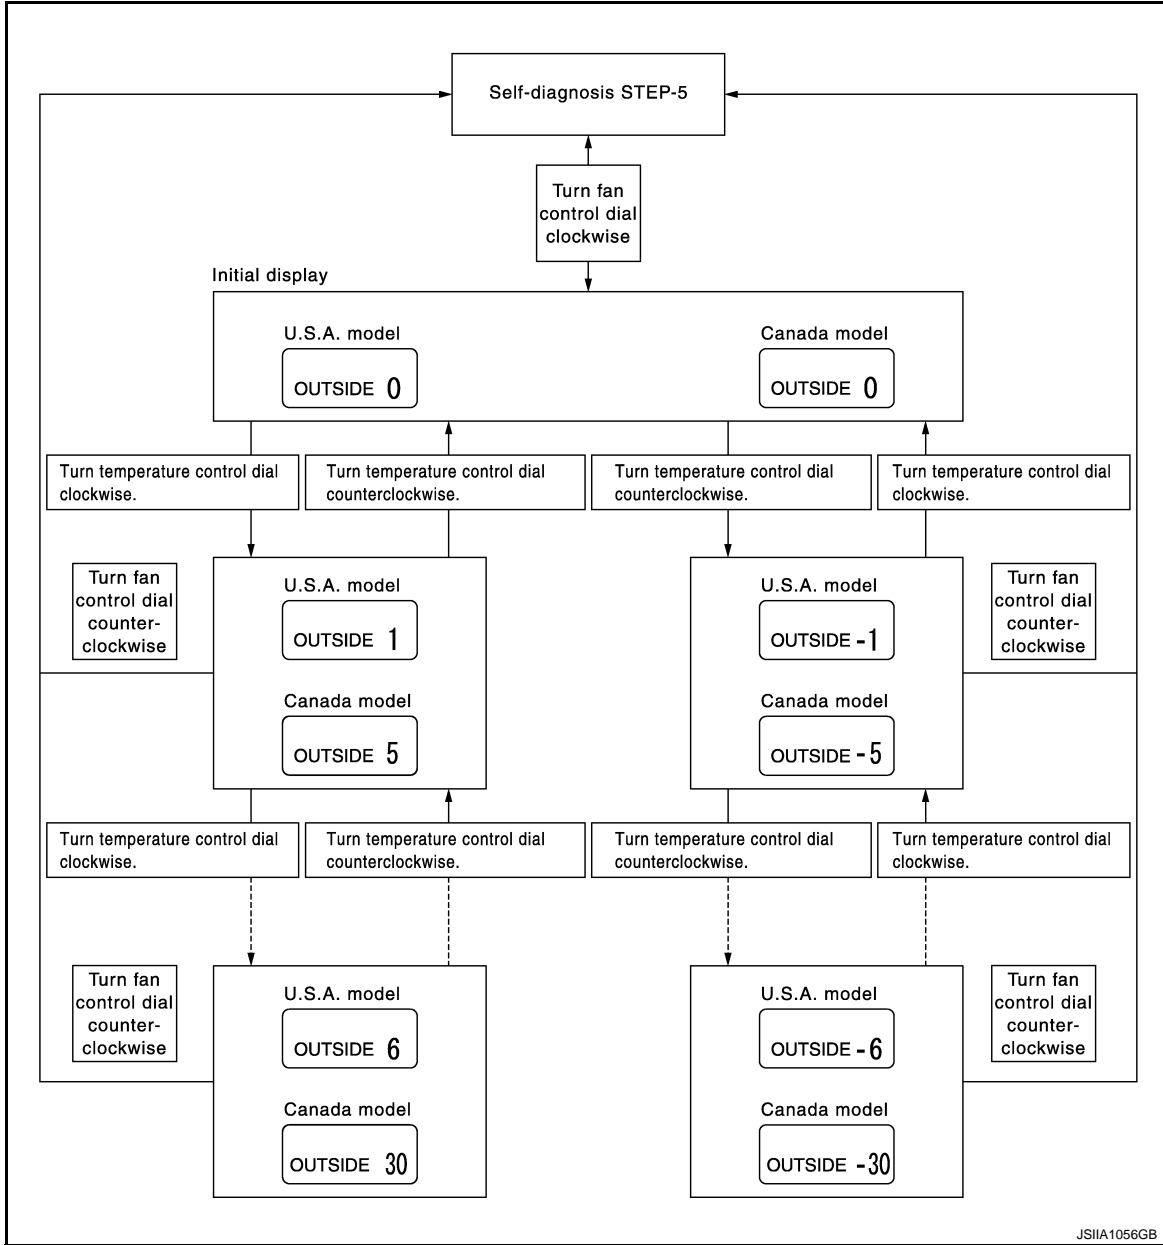 Self-diagnosis STEP-5
Turn fan
control dial
clockwise
Initial display
U.S.A. model
OUTSIDE 0
Canada model
OUTSIDE 0
Turn temperature control dial
clockwise.
Turn temperature control dial
counterclockwise.
Turn temperature control dial
counterclockwise.
Turn temperature control dial
clockwise.
Turn fan
control dial
counter-
clockwise
U.S.A. model
OUTSIDE 1
Canada model
OUTSIDE 5
U.S.A. model
OUTSIDE -1
Canada model
OUTSIDE -5
Turn fan
control dial
counter-
clockwise
Turn temperature control dial
clockwise.
Turn temperature control dial
counterclockwise.
Turn temperature control dial
counterclockwise.
Turn temperature control dial
clockwise.
Turn fan
control dial
counter-
clockwise
U.S.A. model
OUTSIDE 6
Canada model
OUTSIDE 30
U.S.A. model
OUTSIDE -6
Canada model
OUTSIDE -30
Turn fan
control dial
counter-
clockwise
JSIIA1056GB